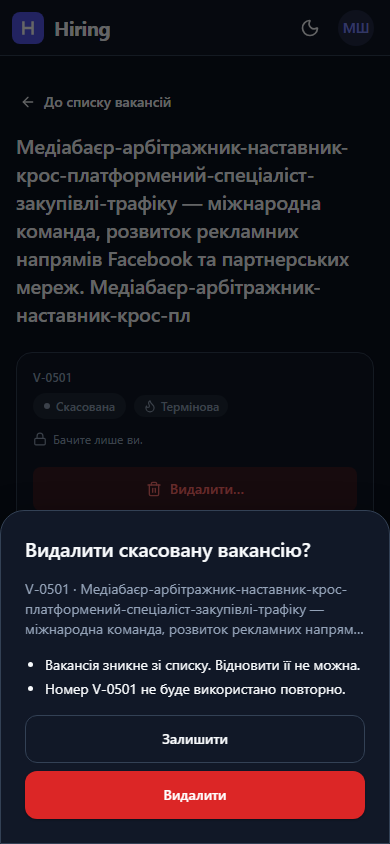 H Hiring МШ
До списку вакансій
Медіабаєр-арбітражник-наставник-
крос-платформений-спеціаліст-
закупівлі-трафіку — міжнародна
команда, розвиток рекламних
напрямів Facebook та партнерських
мереж. Медіабаєр-арбітражник-
наставник-крос-пл
V-0501
Скасована Термінова
Бачите лише ви.
Видалити...
Видалити скасовану вакансію?
V-0501 · Медіабаєр-арбітражник-наставник-крос-
платформений-спеціаліст-закупівлі-трафіку —
міжнародна команда, розвиток рекламних напрям...
• Вакансія зникне зі списку. Відновити її не можна.
• Номер V-0501 не буде використано повторно.
Залишити
Видалити